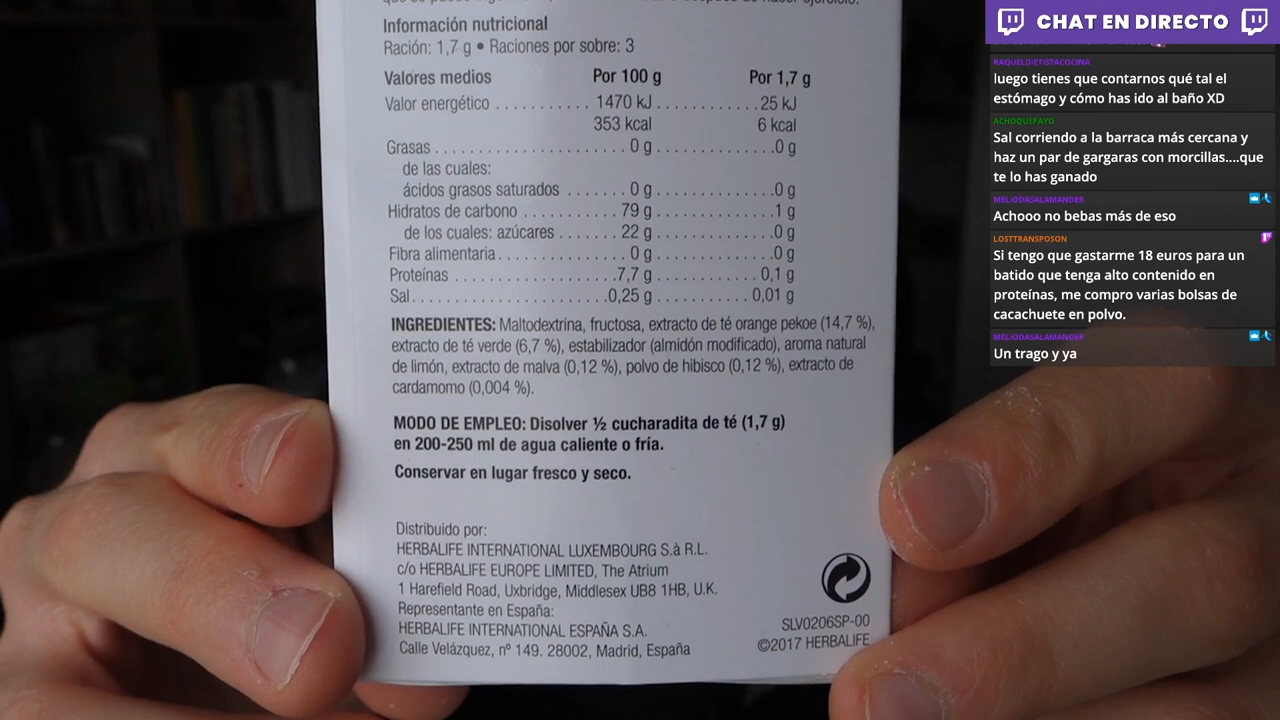 Información nutricional
Ración: 1,7 g • Raciones por sobre: 3
Valores medios Por 100 g Por 1,7 g
Valor energético .......... 1470 kJ ............ 25 kJ
353 kcal 6 kcal
Grasas ....................... 0 g ............. .0 g
de las cuales:
ácidos grasos saturados ....... 0 g ............. .0 g
Hidratos de carbono ........... 79 g ............. .1 g
de los cuales: azúcares ........ 22 g ............. .0 g
Fibra alimentaria .............. 0 g ............. .0 g
Proteínas .................... .7,7 g ............ 0,1 g
Sal ......................... .0,25 g ........... 0,01 g
INGREDIENTES: Maltodextrina, fructosa, extracto de té orange pekoe (14,7 %),
extracto de té verde (6,7 %), estabilizador (almidón modificado), aroma natural
de limón, extracto de malva (0,12 %), polvo de hibisco (0,12 %), extracto de
cardamomo (0,004 %).
MODO DE EMPLEO: Disolver ½ cucharadita de té (1,7 g)
en 200-250 ml de agua caliente o fría.
Conservar en lugar fresco y seco.
Distribuido por:
HERBALIFE INTERNATIONAL LUXEMBOURG S.à R.L.
c/o HERBALIFE EUROPE LIMITED, The Atrium
1 Harefield Road, Uxbridge, Middlesex UB8 1HB, U.K.
Representante en España:
HERBALIFE INTERNATIONAL ESPAÑA S.A.
Calle Velázquez, nº 149. 28002, Madrid, España
SLV0206SP-00
©2017 HERBALIFE
CHAT EN DIRECTO
RAQUELDIETISTACOCINA
luego tienes que contarnos qué tal el
estómago y cómo has ido al baño XD
ACHOQUEPAYO
Sal corriendo a la barraca más cercana y
haz un par de gargaras con morcillas....que
te lo has ganado
MELIODASALAMANDER
Achooo no bebas más de eso
LOSTTRANSPOSON
Si tengo que gastarme 18 euros para un
batido que tenga alto contenido en
proteínas, me compro varias bolsas de
cacachuete en polvo.
MELIODASALAMANDER
Un trago y ya